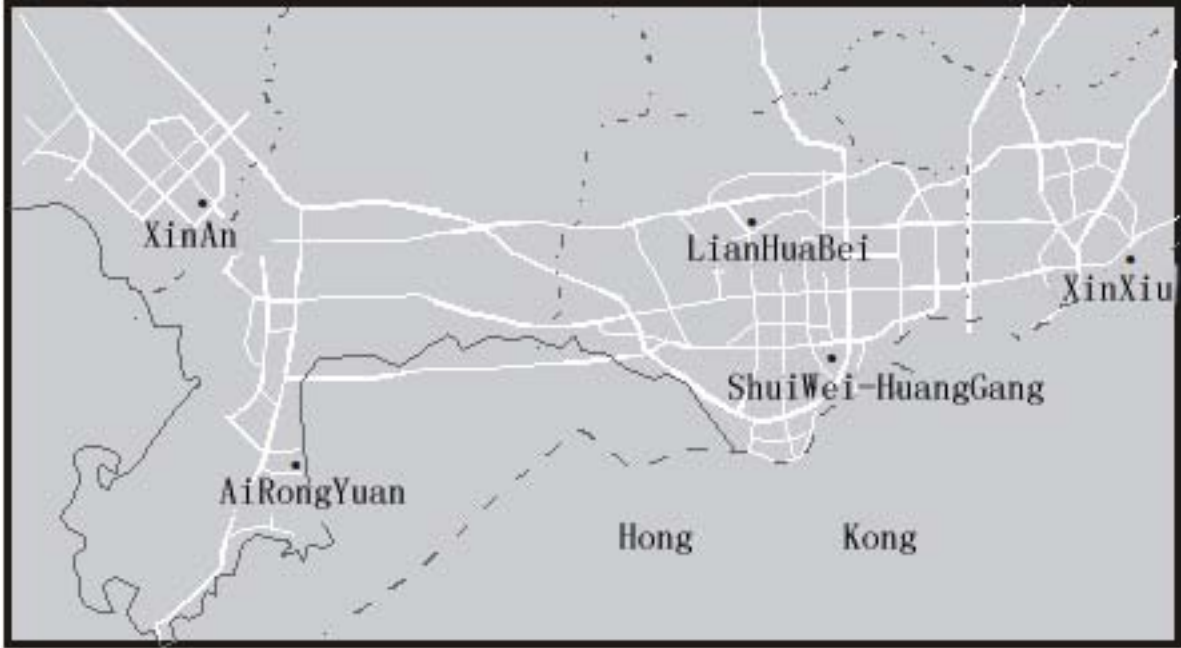 XinAn
LianHuaBei
XinXiu
ShuiWei-HuangGang
AiRongYuan
Hong Kong